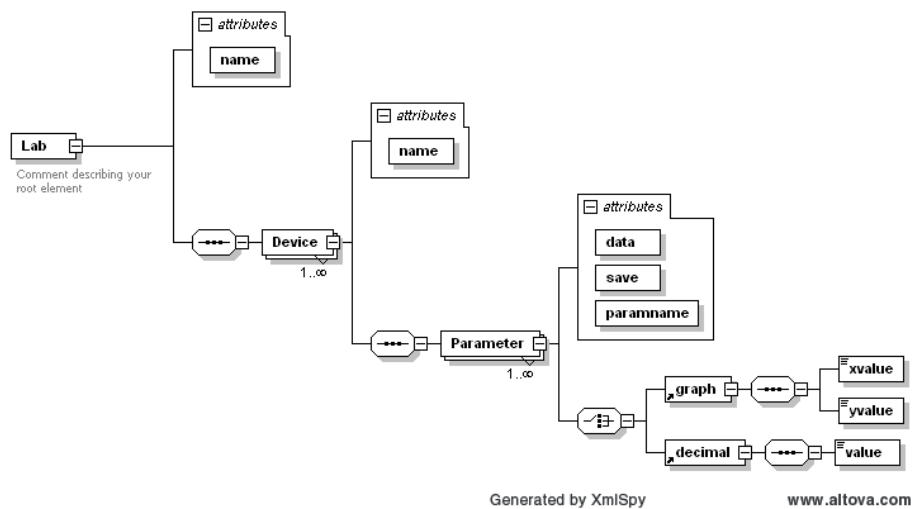 attributes
name
attributes
Lab
name
Comment describing your
root element
attributes
Device
data
1..∞
save
paramname
Parameter
1..∞
xvalue
graph
yvalue
decimal
value
Generated by XmlSpy
www.altova.com